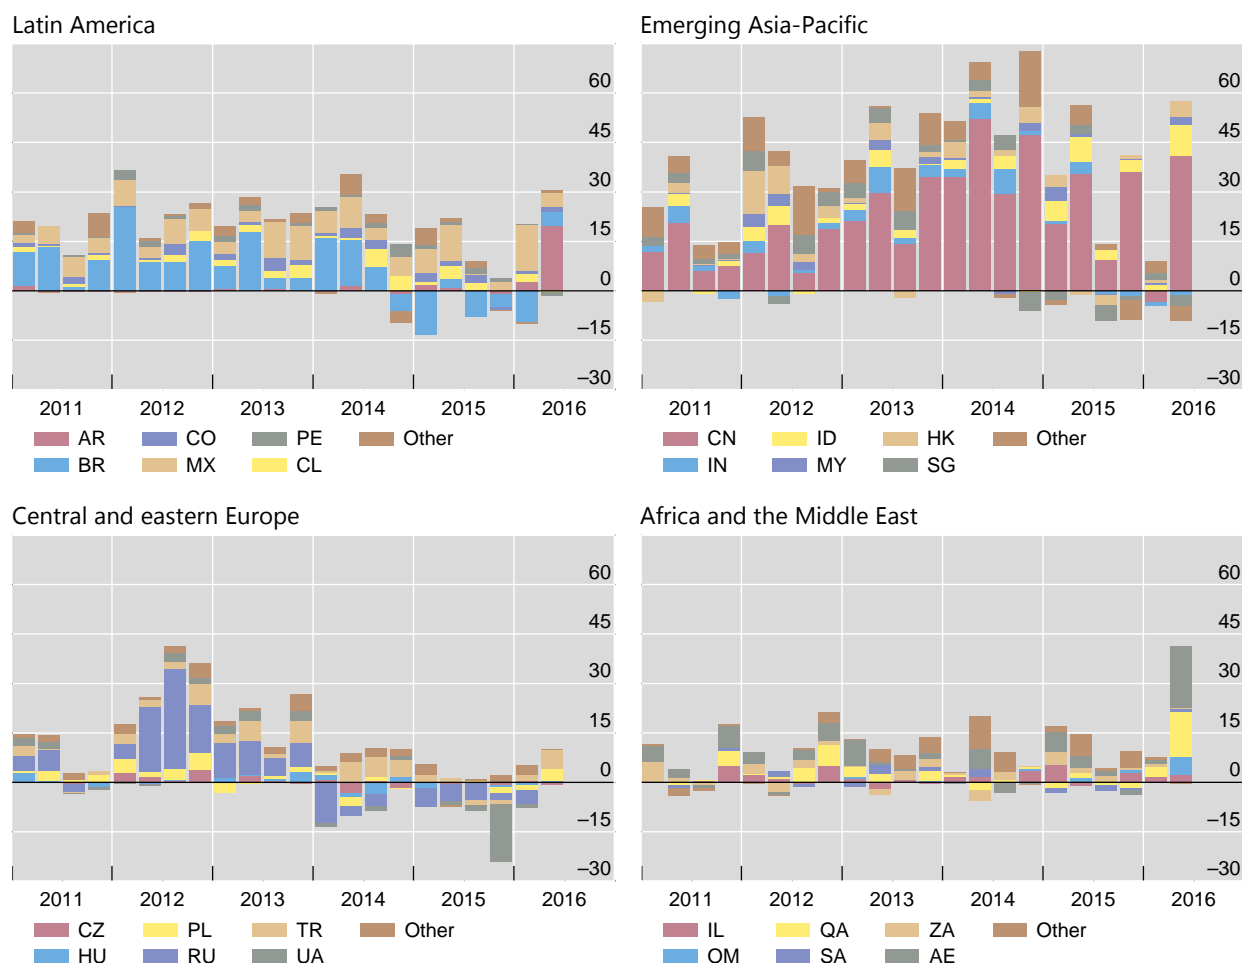 Latin America
60
45
30
15
0
–15
–30
2011 2012 2013 2014 2015 2016
AR CO PE Other
BR MX CL
Emerging Asia-Pacific
60
45
30
15
0
–15
–30
2011 2012 2013 2014 2015 2016
CN ID HK Other
IN MY SG
Central and eastern Europe
60
45
30
15
0
–15
–30
2011 2012 2013 2014 2015 2016
CZ PL TR Other
HU RU UA
Africa and the Middle East
60
45
30
15
0
–15
–30
2011 2012 2013 2014 2015 2016
IL QA ZA Other
OM SA AE